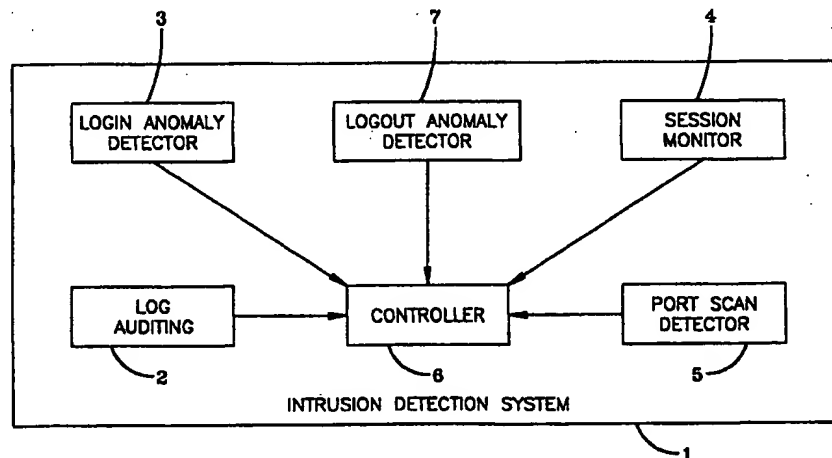 3
7
4
LOGIN ANOMALY
DETECTOR
LOGOUT ANOMALY
DETECTOR
SESSION
MONITOR
LOG
AUDITING
CONTROLLER
PORT SCAN
DETECTOR
2
6
5
INTRUSION DETECTION SYSTEM
1